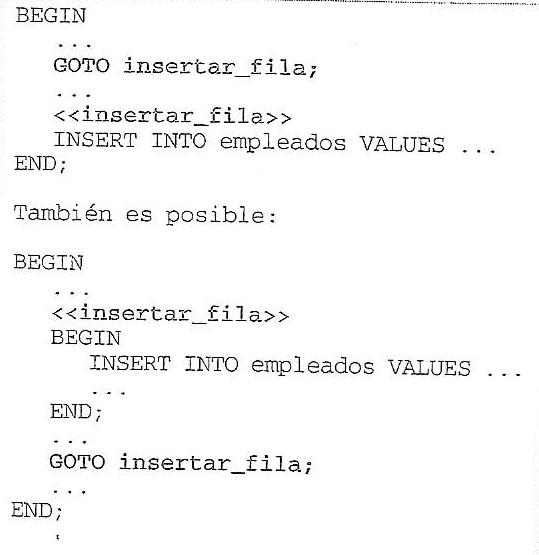 BEGIN
...
GOTO insertar_fila;
...
<<insertar_fila>>
INSERT INTO empleados VALUES ...
END;
También es posible:
BEGIN
...
<<insertar_fila>>
BEGIN
INSERT INTO empleados VALUES ...
...
END;
...
GOTO insertar_fila;
...
END;